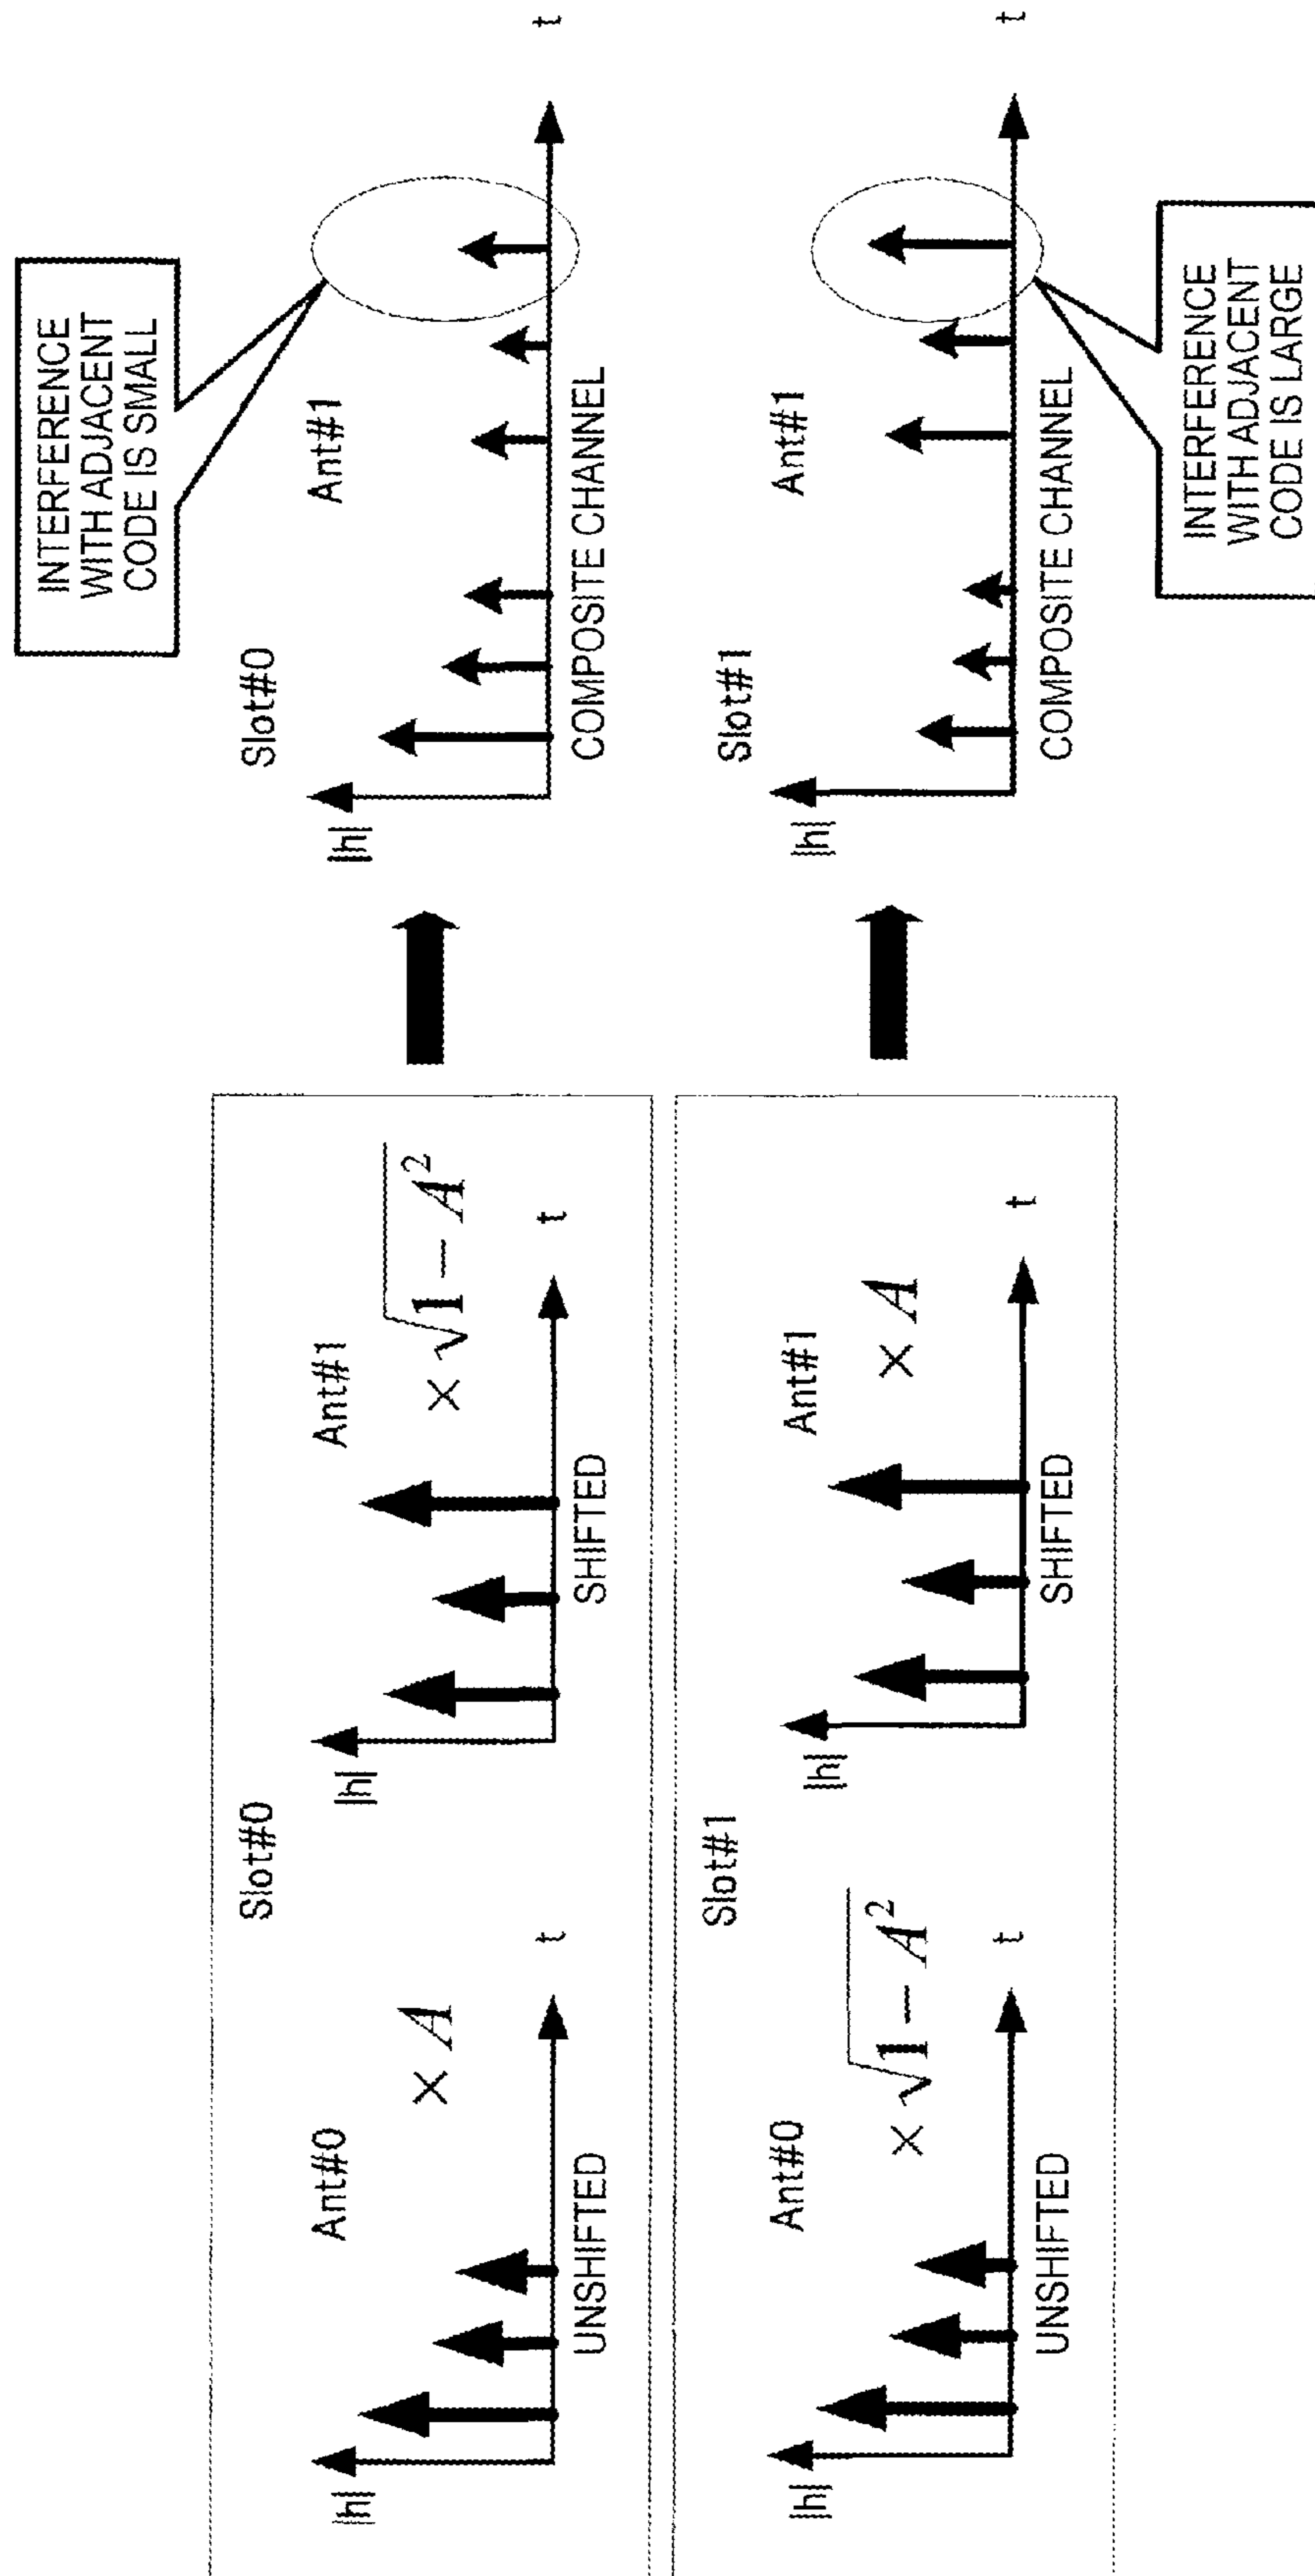 Slot#0
|h|
Ant#0
× A
t
UNSHIFTED
|h|
Ant#1
× √1 − A²
t
SHIFTED
Slot#1
|h|
Ant#0
× √1 − A²
t
UNSHIFTED
|h|
Ant#1
× A
t
SHIFTED
INTERFERENCE
WITH ADJACENT
CODE IS SMALL
Slot#0
|h|
Ant#1
t
COMPOSITE CHANNEL
Slot#1
|h|
Ant#1
t
COMPOSITE CHANNEL
INTERFERENCE
WITH ADJACENT
CODE IS LARGE